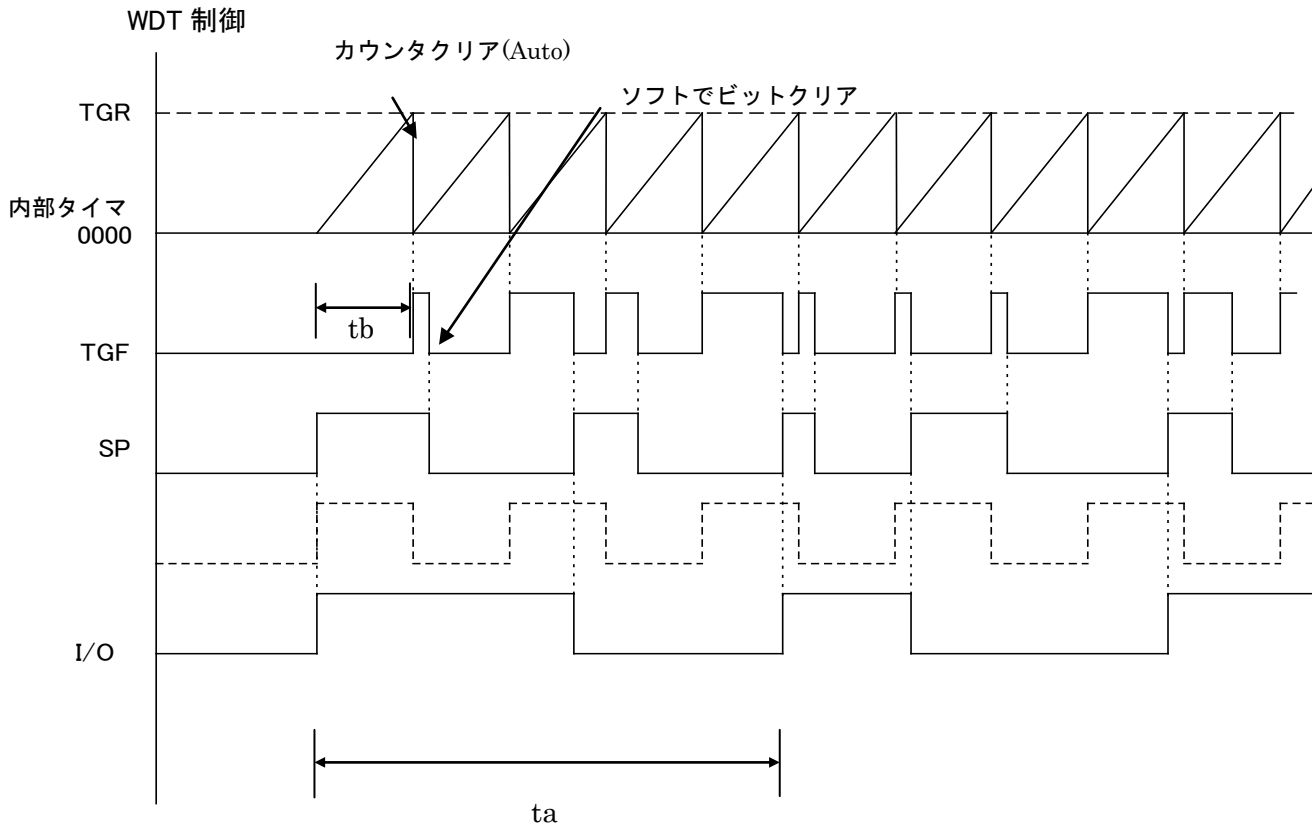 WDT 制御
カウンタクリア(Auto)
ソフトでビットクリア
TGR
内部タイマ
0000
tb
TGF
SP
I/O
ta